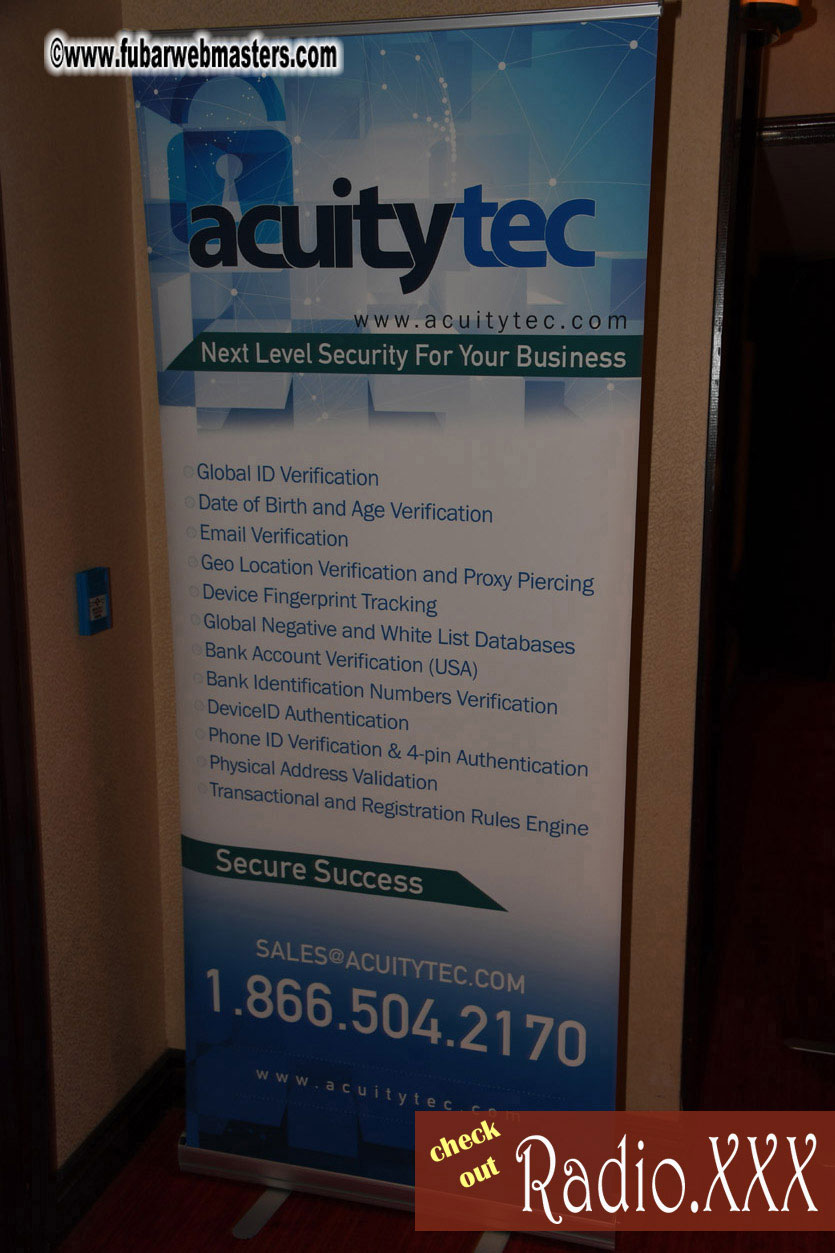 ©www.fubarwebmasters.com
acuitytec
www.acuitytec.com
Next Level Security For Your Business
Global ID Verification
Date of Birth and Age Verification
Email Verification
Geo Location Verification and Proxy Piercing
Device Fingerprint Tracking
Global Negative and White List Databases
Bank Account Verification (USA)
Bank Identification Numbers Verification
DeviceID Authentication
Phone ID Verification & 4-pin Authentication
Physical Address Validation
Transactional and Registration Rules Engine
Secure Success
SALES@ACUITYTEC.COM
1.866.504.2170
www.acuitytec.com
check
out
Radio.XXX